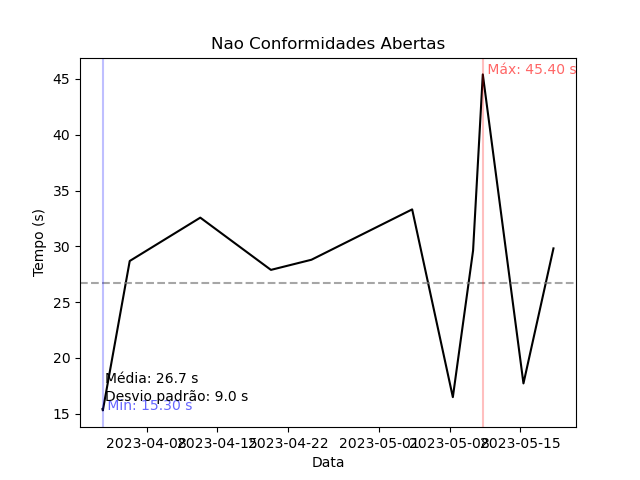 Nao Conformidades Abertas
45
Máx: 45.40 s
40
35
30
25
20
15
Tempo (s)
Média: 26.7 s
Desvio padrão: 9.0 s
Mín: 15.30 s
2023-04-08 2023-04-15 2023-04-22 2023-05-01 2023-05-08 2023-05-15
Data